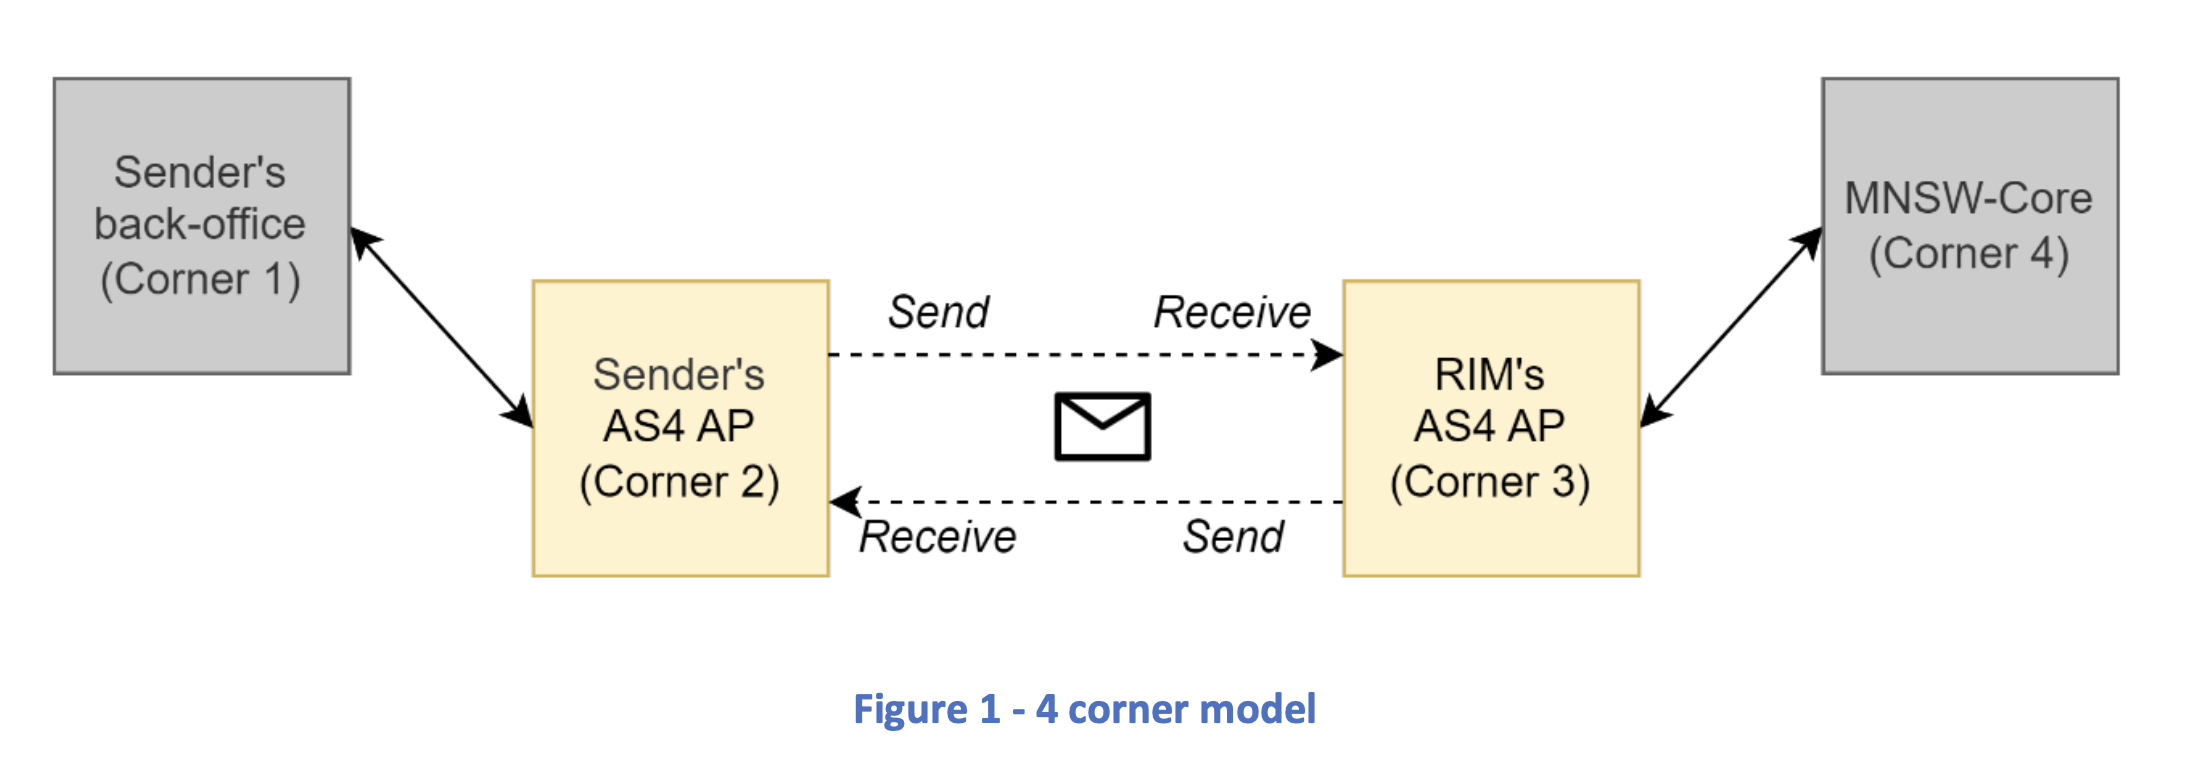 Sender's
back-office
(Corner 1)
Sender's
AS4 AP
(Corner 2)
Send
Receive
Receive
Send
RIM's
AS4 AP
(Corner 3)
MNSW-Core
(Corner 4)
Figure 1 - 4 corner model